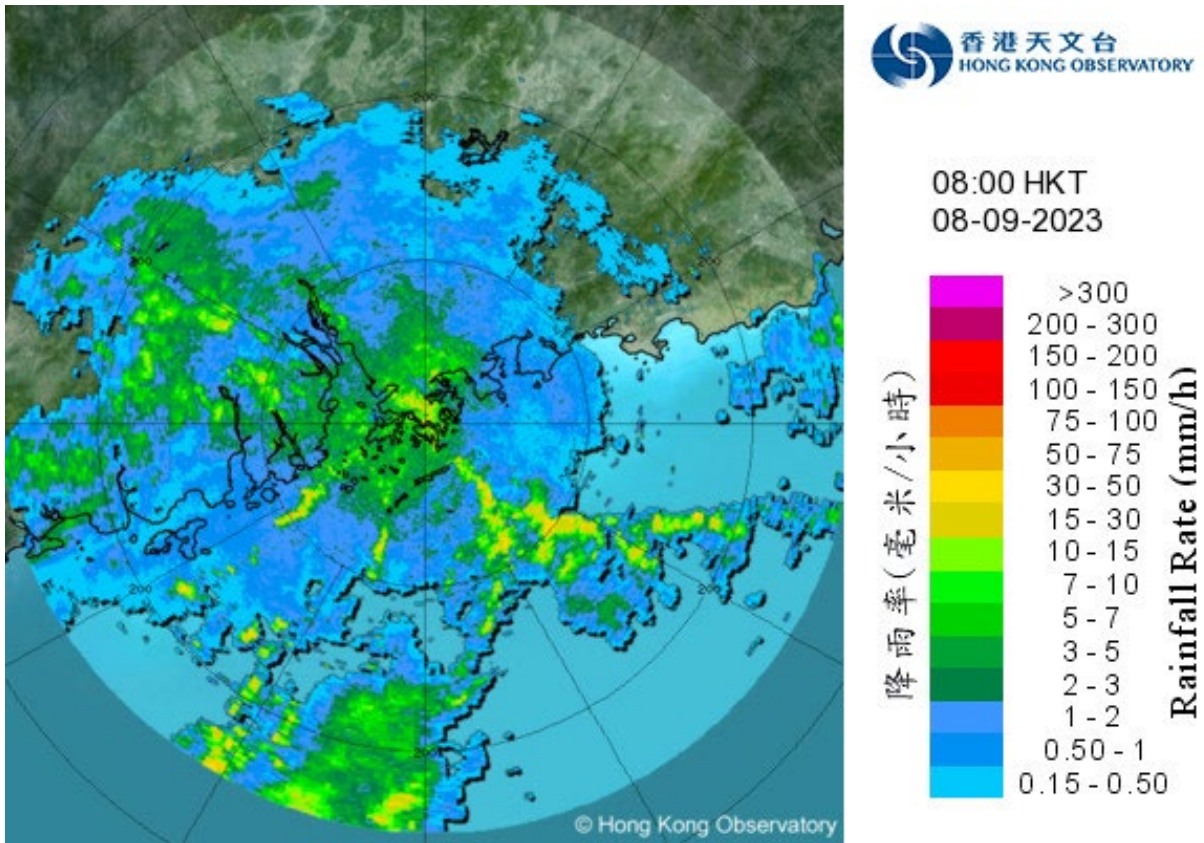 香港天文台
HONG KONG OBSERVATORY
08:00 HKT
08-09-2023
降雨率(毫米/小時)
Rainfall Rate (mm/h)
>300
200 - 300
150 - 200
100 - 150
75 - 100
50 - 75
30 - 50
15 - 30
10 - 15
7 - 10
5 - 7
3 - 5
2 - 3
1 - 2
0.50 - 1
0.15 - 0.50
200
200
200
© Hong Kong Observatory